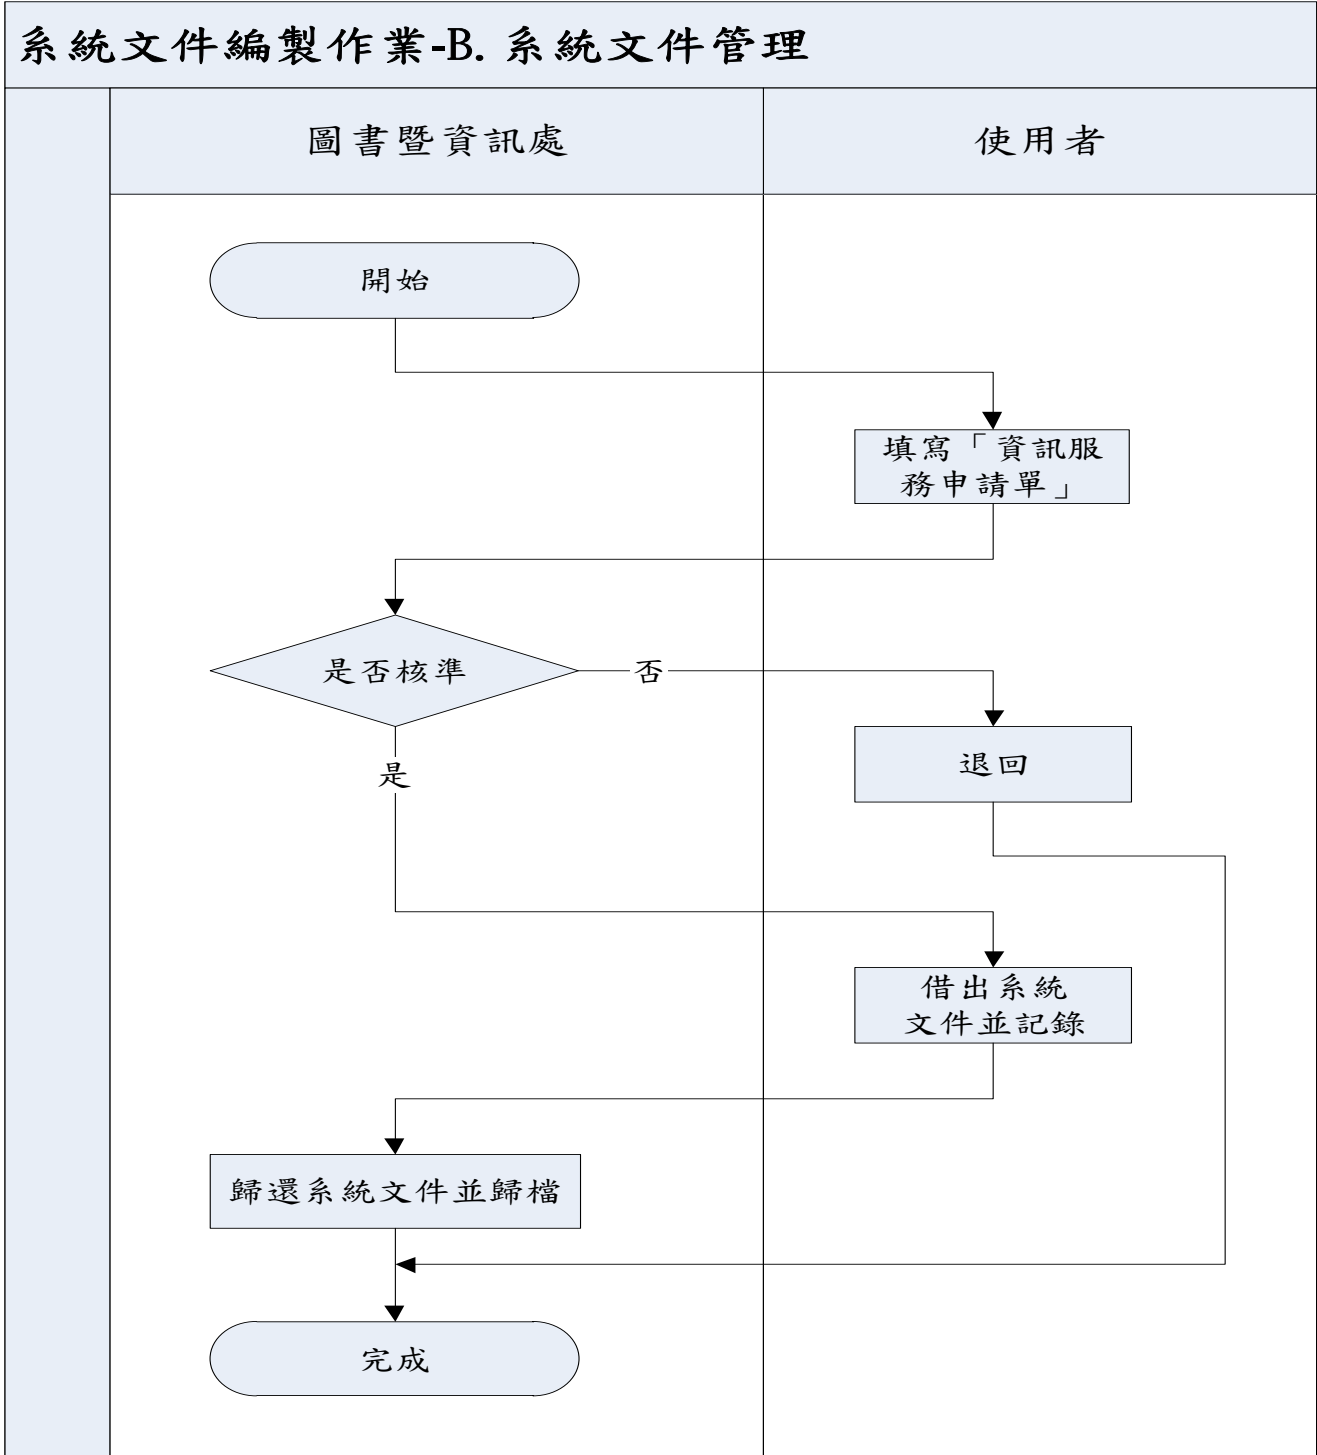 系統文件編製作業-B. 系統文件管理
圖書暨資訊處
使用者
開始
填寫「資訊服
務申請單」
是否核準
否
是
退回
借出系統
文件並記錄
歸還系統文件並歸檔
完成